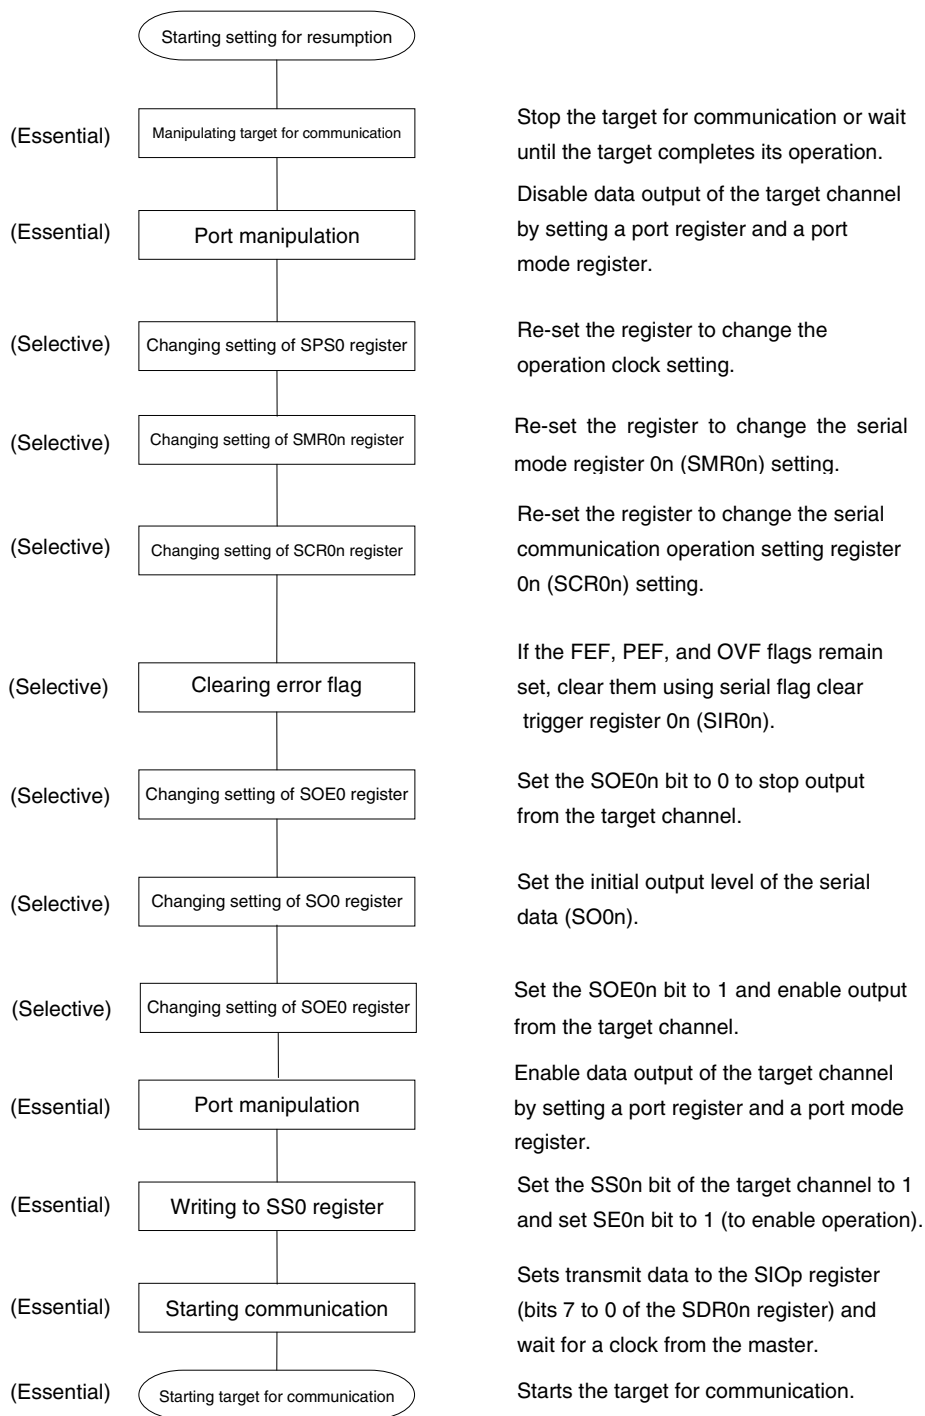 Starting setting for resumption
(Essential)
Manipulating target for communication
Stop the target for communication or wait
until the target completes its operation.
(Essential)
Port manipulation
Disable data output of the target channel
by setting a port register and a port
mode register.
(Selective)
Changing setting of SPS0 register
Re-set the register to change the
operation clock setting.
(Selective)
Changing setting of SMR0n register
Re-set the register to change the serial
mode register 0n (SMR0n) setting.
(Selective)
Changing setting of SCR0n register
Re-set the register to change the serial
communication operation setting register
0n (SCR0n) setting.
(Selective)
Clearing error flag
If the FEF, PEF, and OVF flags remain
set, clear them using serial flag clear
trigger register 0n (SIR0n).
(Selective)
Changing setting of SOE0 register
Set the SOE0n bit to 0 to stop output
from the target channel.
(Selective)
Changing setting of SO0 register
Set the initial output level of the serial
data (SO0n).
(Selective)
Changing setting of SOE0 register
Set the SOE0n bit to 1 and enable output
from the target channel.
(Essential)
Port manipulation
Enable data output of the target channel
by setting a port register and a port mode
register.
(Essential)
Writing to SS0 register
Set the SS0n bit of the target channel to 1
and set SE0n bit to 1 (to enable operation).
(Essential)
Starting communication
Sets transmit data to the SIOp register
(bits 7 to 0 of the SDR0n register) and
wait for a clock from the master.
(Essential)
Starting target for communication
Starts the target for communication.